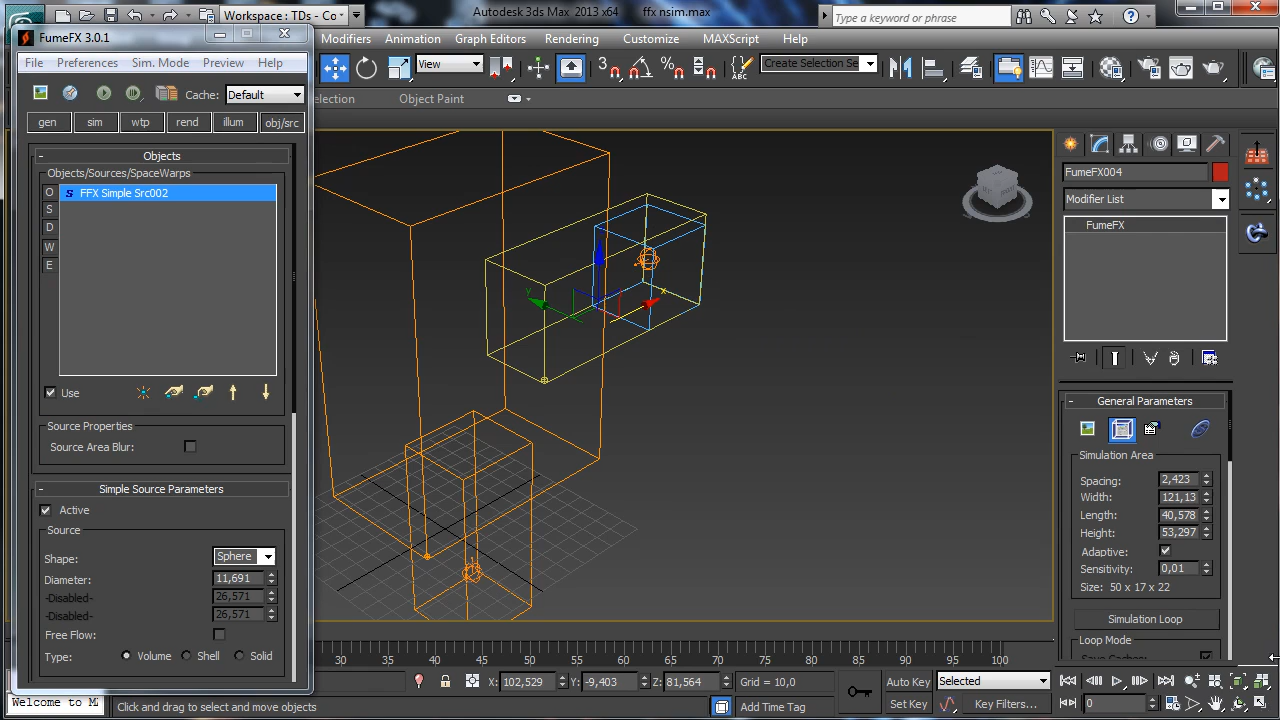 Workspace : TDs - Co
Autodesk 3ds Max 2013 x64
ffx nsim.max
Type a keyword or phrase
FumeFX 3.0.1
Modifiers
Animation
Graph Editors
Rendering
Customize
MAXScript
Help
File
Preferences
Sim. Mode
Preview
Help
View
3
ABC
Create Selection Se
Cache:
Default
election
Object Paint
gen
sim
wtp
rend
illum
obj/src
- Objects
Objects/Sources/SpaceWarps
O
S
D
W
E
S FFX Simple Src002
Use
Source Properties
Source Area Blur:
- Simple Source Parameters
Active
Source
Shape:
Sphere
Diameter:
11,691
-Disabled-
26,571
-Disabled-
26,571
Free Flow:
Type:
Volume
Shell
Solid
y
x
FumeFX004
Modifier List
FumeFX
- General Parameters
Simulation Area
Spacing:
2,423
Width:
121,13
Length:
40,578
Height:
53,297
Adaptive:
Sensitivity:
0,01
Size: 50 x 17 x 22
Simulation Loop
Loop Mode
30
35
40
45
50
55
60
65
70
75
80
85
90
95
100
X:
102,529
Y:
-9,403
Z:
81,564
Grid = 10,0
Auto Key
Selected
Welcome to M
Click and drag to select and move objects
Add Time Tag
Set Key
Key Filters...
0